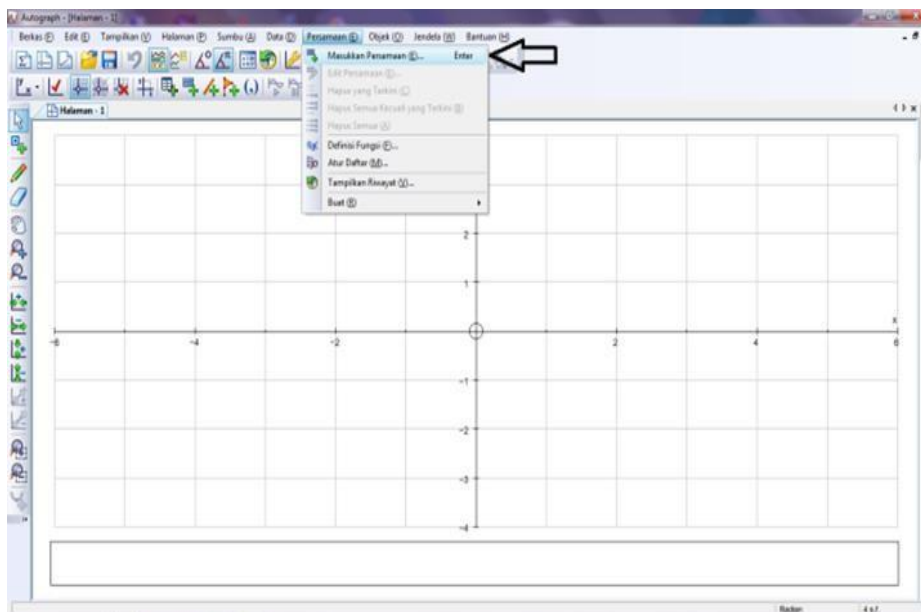 Autograph - [Halaman - 1]
Berkas (F) Edit (E) Tampilkan (V) Halaman (P) Sumbu (A) Data (D) Persamaan (E) Objek (O) Jendela (W) Bantuan (H)
Masukkan Persamaan (E)... Enter
Edit Persamaan (E)...
Hapus yang Terkini (C)
Hapus Semua Kecuali yang Terkini (B)
Hapus Semua (A)
Definisi Fungsi (F)...
Atur Daftar (M)...
Tampilkan Riwayat (V)...
Buat (R)
Halaman - 1
2
1
x
-6 -4 -2 2 4 6
-1
-2
-3
-4
Radian 4 s.f.